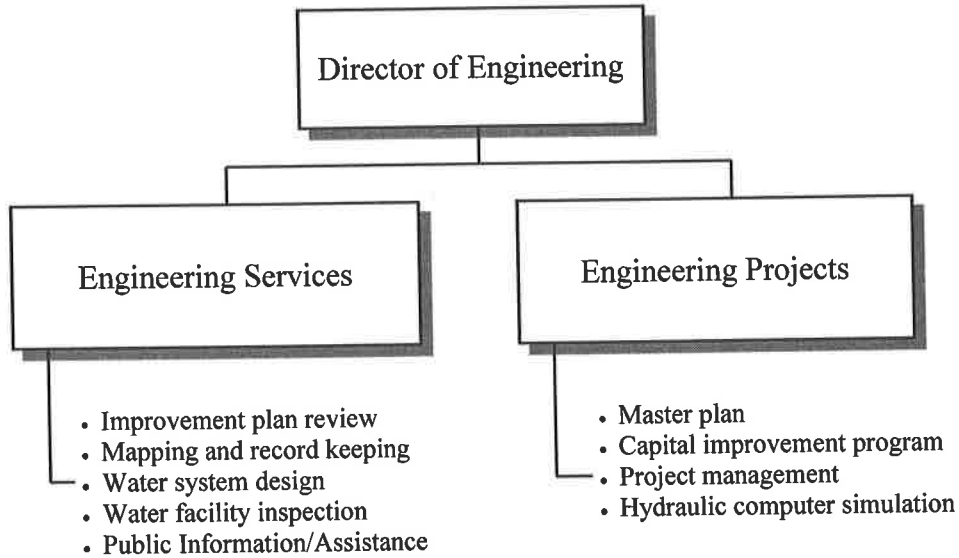 Director of Engineering
Engineering Services
Engineering Projects
• Improvement plan review
• Mapping and record keeping
• Water system design
• Water facility inspection
• Public Information/Assistance
• Master plan
• Capital improvement program
• Project management
• Hydraulic computer simulation